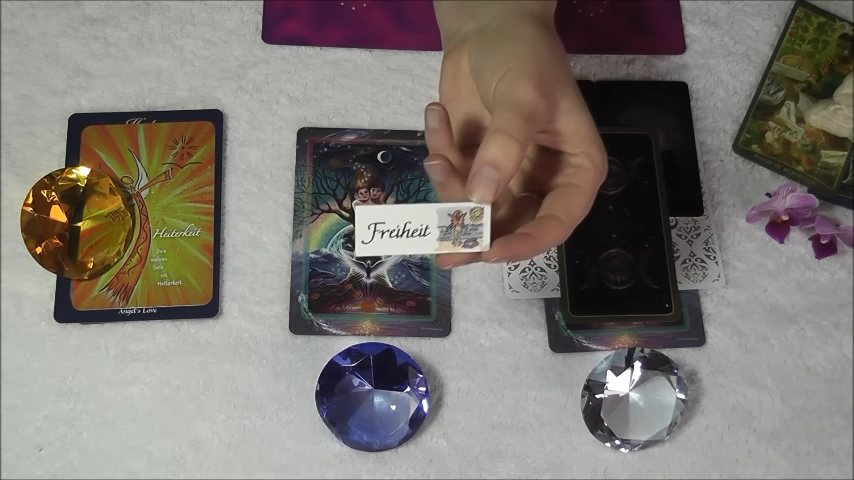 Heiterkeit
Dein
wahres
Sein
ist
Heiterkeit
Angel's Love
Freiheit